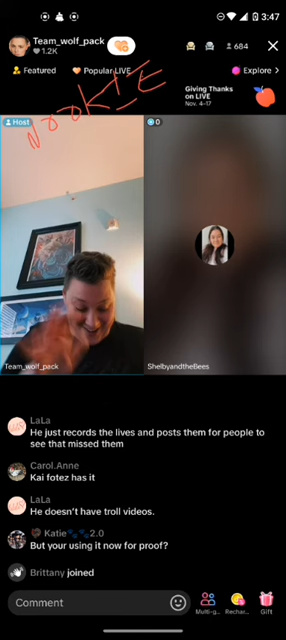 3:47
Team_wolf_pack
1.2K
684
Featured
Popular LIVE
Explore >
Giving Thanks
on LIVE
Nov. 4-17
NOOKIE
Host
0
Team_wolf_pack
ShelbyandtheBees
LaLa
He just records the lives and posts them for people to
see that missed them
Carol.Anne
Kai fotez has it
LaLa
He doesn't have troll videos.
Katie🐾🐾2.0
But your using it now for proof?
Brittany joined
Comment
Multi-g...
Rechar...
Gift